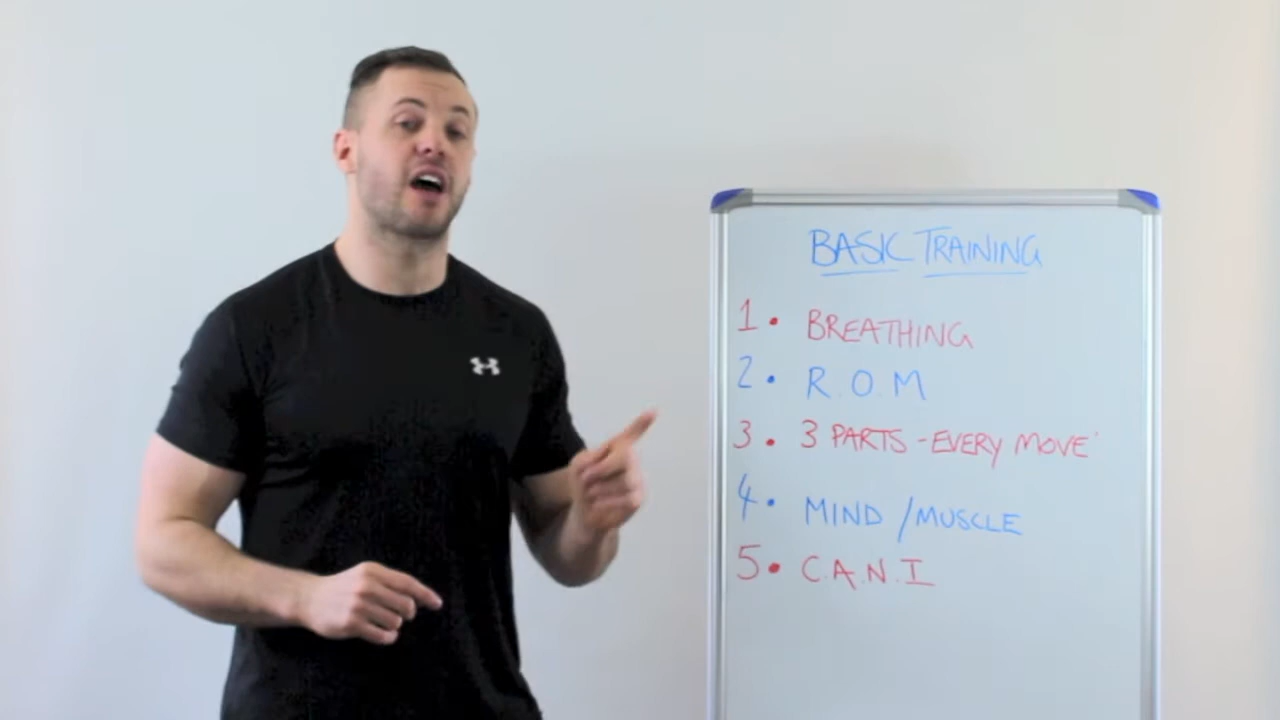 BASIC TRAINING
1. BREATHING
2. R.O.M
3. 3 PARTS - EVERY MOVE
4. MIND / MUSCLE
5. C.A.N.I